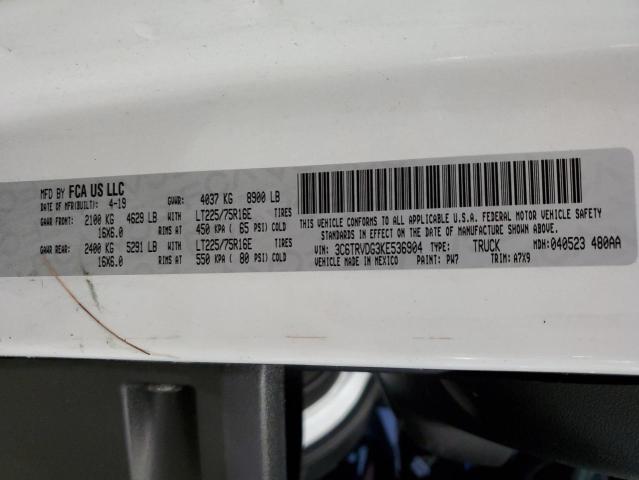 MFD BY FCA US LLC
DATE OF MFR(BUILT): 4-19 GVWR: 4037 KG 8900 LB
GAWR FRONT: 2100 KG 4629 LB WITH LT225/75R16E TIRES
16X6.0 RIMS AT 450 KPA ( 65 PSI) COLD
GAWR REAR: 2400 KG 5291 LB WITH LT225/75R16E TIRES
16X6.0 RIMS AT 550 KPA ( 80 PSI) COLD
THIS VEHICLE CONFORMS TO ALL APPLICABLE U.S.A. FEDERAL MOTOR VEHICLE SAFETY
STANDARDS IN EFFECT ON THE DATE OF MANUFACTURE SHOWN ABOVE.
VIN: 3C6TRVDG3KE536904 TYPE: TRUCK MDH: 040523 480AA
VEHICLE MADE IN MEXICO PAINT: PW7 TRIM: A7X9